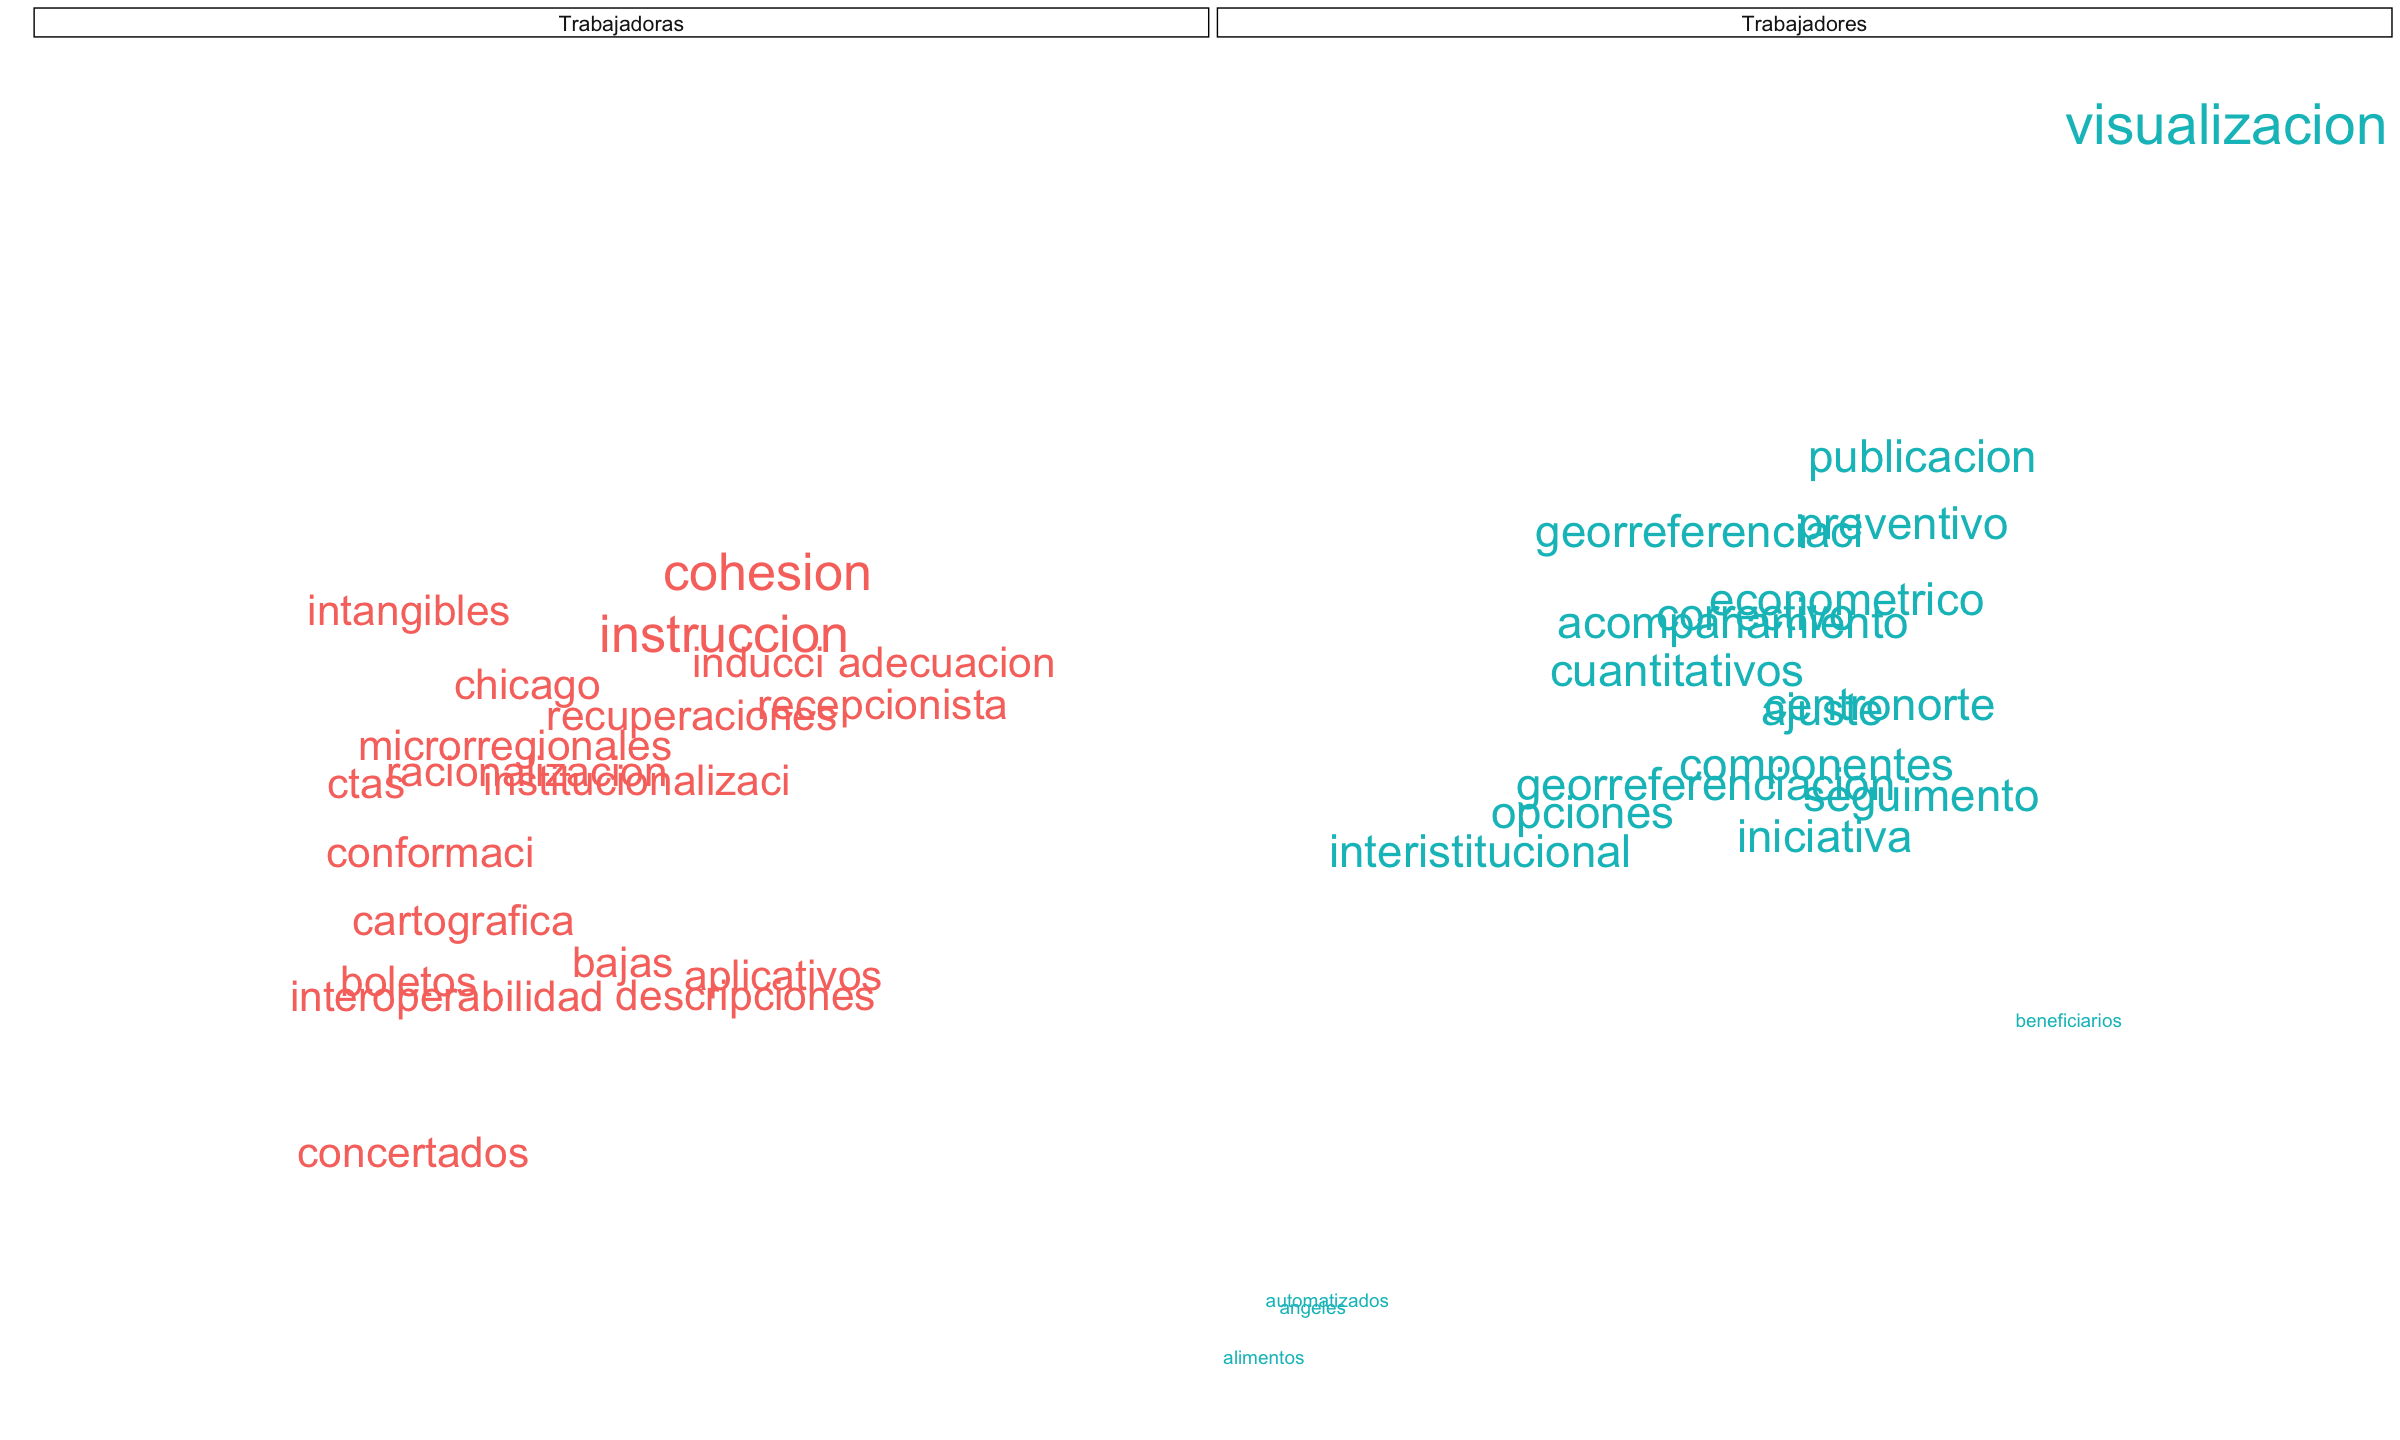 Trabajadoras
cohesion
intangibles
instruccion
inducci adecuacion
chicago
recepcionista
recuperaciones
microrregionales
racionalizacion
institucionalizaci
ctas
conformaci
cartografica
bajas
aplicativos
boletos
interoperabilidad descripciones
concertados
Trabajadores
visualizacion
publicacion
preventivo
georreferenciaci
econometrico
correctivo
acompanamiento
cuantitativos
centronorte
ajuste
componentes
georreferenciacion
seguimento
opciones
iniciativa
interistitucional
beneficiarios
automatizados
angeles
alimentos